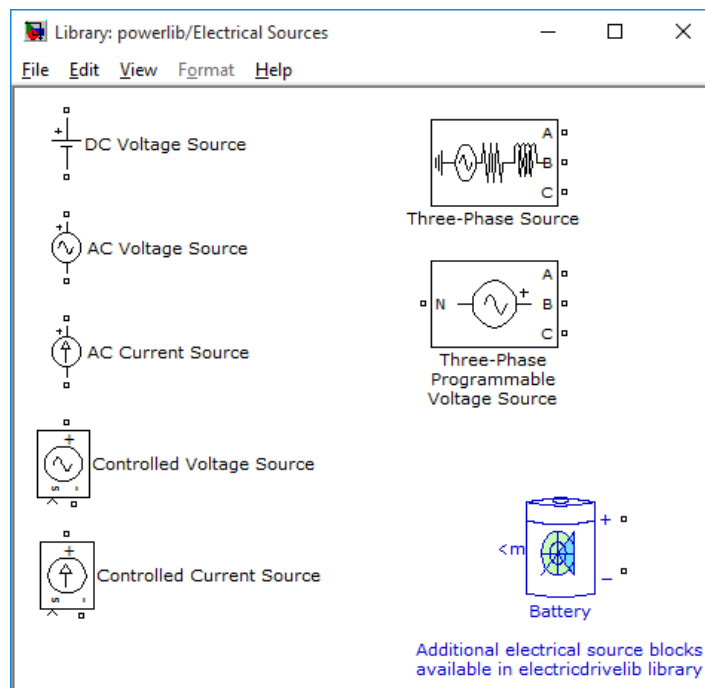 Library: powerlib/Electrical Sources
File Edit View Format Help
DC Voltage Source
AC Voltage Source
AC Current Source
Controlled Voltage Source
Controlled Current Source
A
B
C
Three-Phase Source
N
A
B
C
Three-Phase
Programmable
Voltage Source
<m
+
−
Battery
Additional electrical source blocks
available in electricdrivelib library